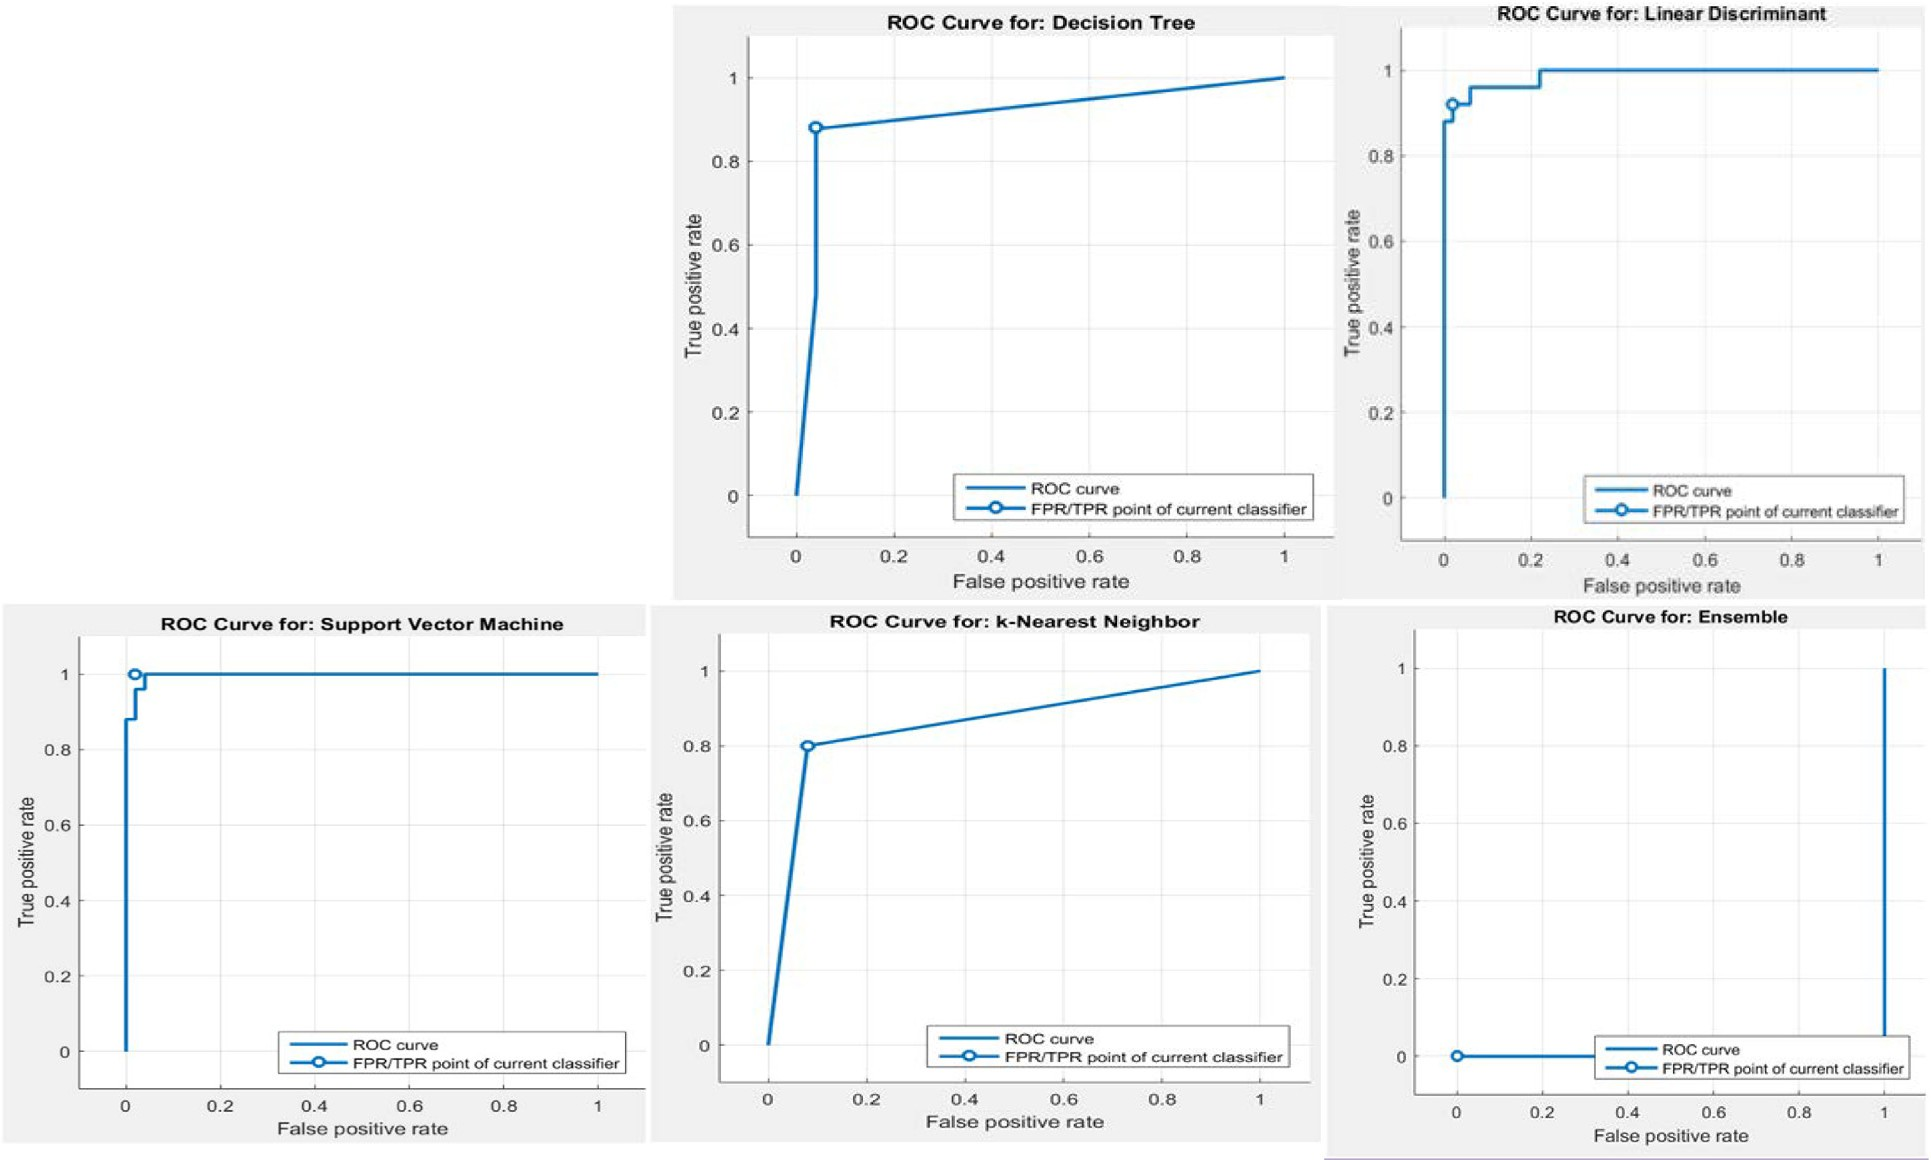 ROC Curve for: Decision Tree
True positive rate
1
0.8
0.6
0.4
0.2
0
ROC curve
FPR/TPR point of current classifier
0 0.2 0.4 0.6 0.8 1
False positive rate
ROC Curve for: Linear Discriminant
True positive rate
1
0.8
0.6
0.4
0.2
0
ROC curve
FPR/TPR point of current classifier
0 0.2 0.4 0.6 0.8 1
False positive rate
ROC Curve for: Support Vector Machine
True positive rate
1
0.8
0.6
0.4
0.2
0
ROC curve
FPR/TPR point of current classifier
0 0.2 0.4 0.6 0.8 1
False positive rate
ROC Curve for: k-Nearest Neighbor
True positive rate
1
0.8
0.6
0.4
0.2
0
ROC curve
FPR/TPR point of current classifier
0 0.2 0.4 0.6 0.8 1
False positive rate
ROC Curve for: Ensemble
True positive rate
1
0.8
0.6
0.4
0.2
0
ROC curve
FPR/TPR point of current classifier
0 0.2 0.4 0.6 0.8 1
False positive rate